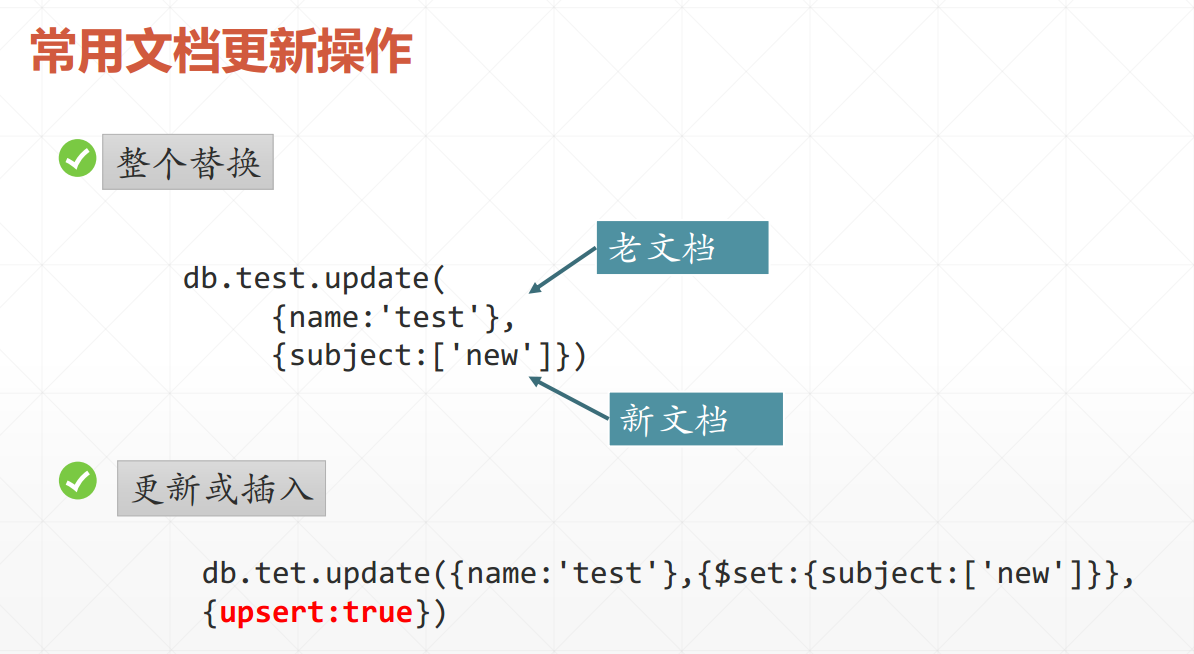 常用文档更新操作
整个替换
老文档
db.test.update(
{name:'test'},
{subject:['new']})
新文档
更新或插入
db.tet.update({name:'test'},{$set:{subject:['new']}},
{upsert:true})